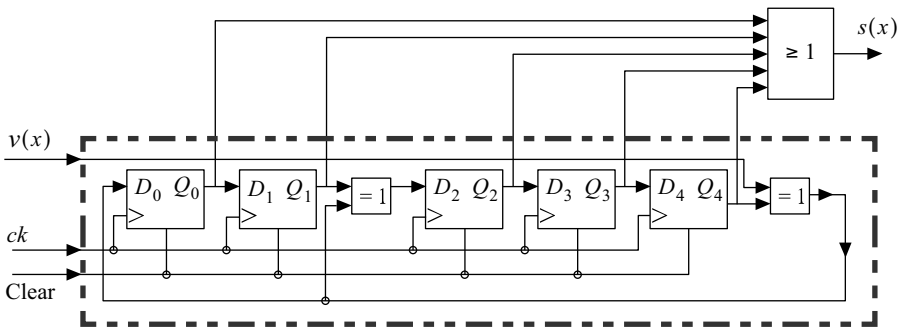 s(x)
≥ 1
v(x)
D0 Q0 D1 Q1 = 1 D2 Q2 D3 Q3 D4 Q4 = 1
ck
Clear